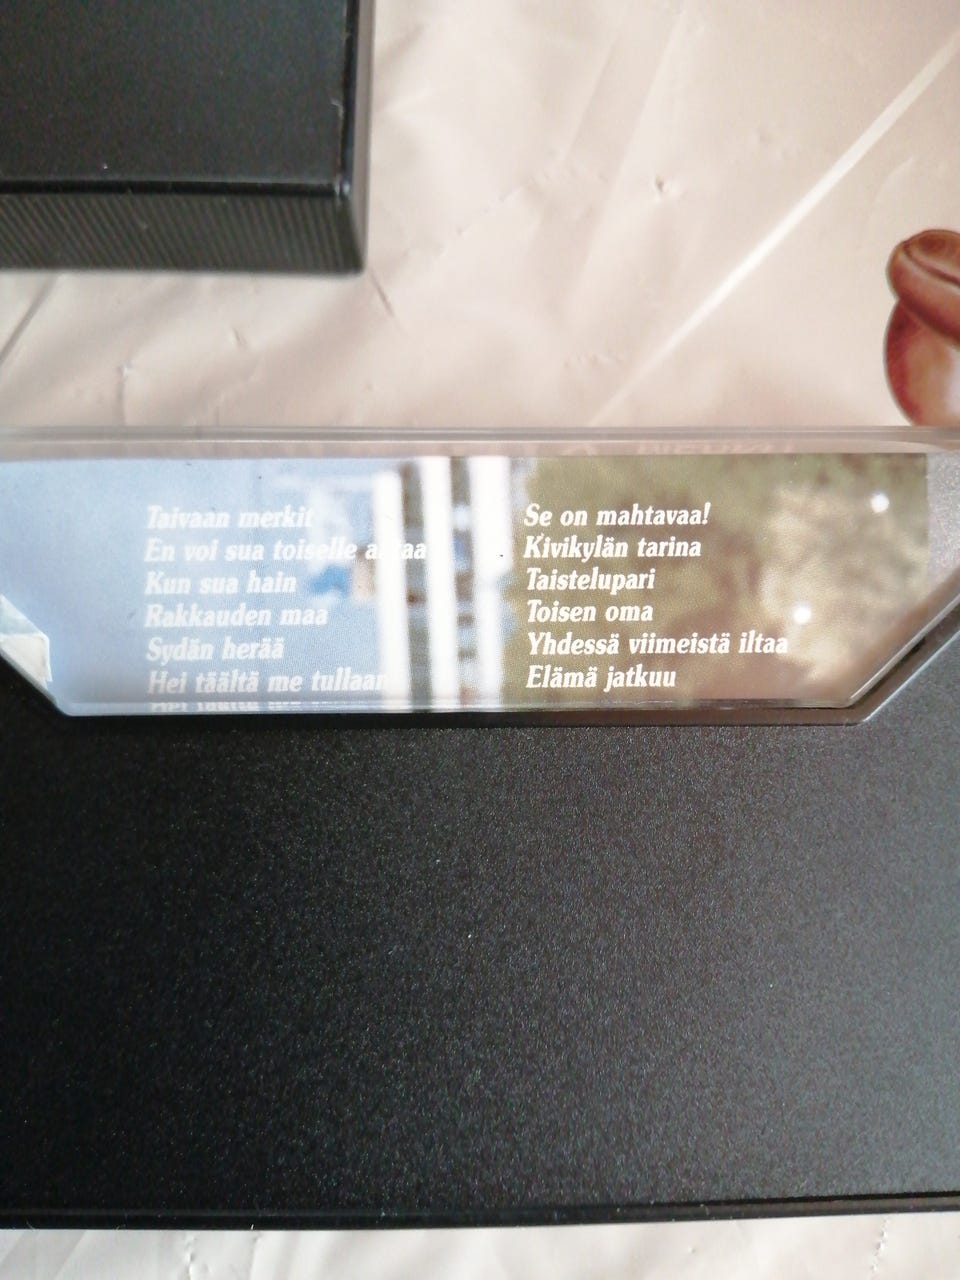 Taivaan merkit
En voi sua toiselle antaa
Kun sua hain
Rakkauden maa
Sydän herää
Hei täältä me tullaan
Se on mahtavaa!
Kivikylän tarina
Taistelupari
Toisen oma
Yhdessä viimeistä iltaa
Elämä jatkuu